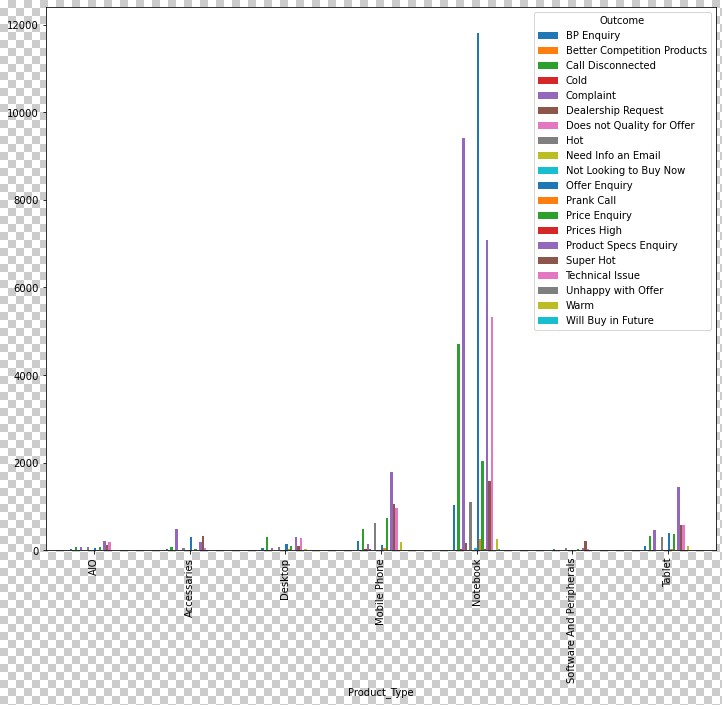 12000
10000
8000
6000
4000
2000
0
Outcome
BP Enquiry
Better Competition Products
Call Disconnected
Cold
Complaint
Dealership Request
Does not Quality for Offer
Hot
Need Info an Email
Not Looking to Buy Now
Offer Enquiry
Prank Call
Price Enquiry
Prices High
Product Specs Enquiry
Super Hot
Technical Issue
Unhappy with Offer
Warm
Will Buy in Future
AIO
Accessaries
Desktop
Mobile Phone
Notebook
Software And Peripherals
Tablet
Product_Type